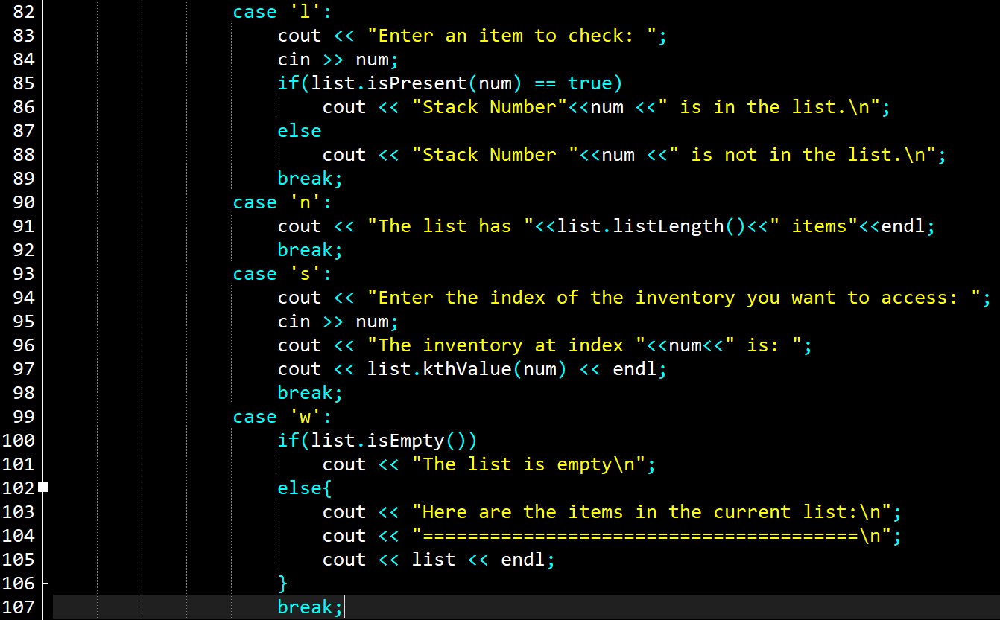 82 case 'l':
83 cout << "Enter an item to check: ";
84 cin >> num;
85 if(list.isPresent(num) == true)
86 cout << "Stack Number"<<num <<" is in the list.\n";
87 else
88 cout << "Stack Number "<<num <<" is not in the list.\n";
89 break;
90 case 'n':
91 cout << "The list has "<<list.listLength()<<" items"<<endl;
92 break;
93 case 's':
94 cout << "Enter the index of the inventory you want to access: ";
95 cin >> num;
96 cout << "The inventory at index "<<num<<" is: ";
97 cout << list.kthValue(num) << endl;
98 break;
99 case 'w':
100 if(list.isEmpty())
101 cout << "The list is empty\n";
102 else{
103 cout << "Here are the items in the current list:\n";
104 cout << "=======================================\n";
105 cout << list << endl;
106 }
107 break;